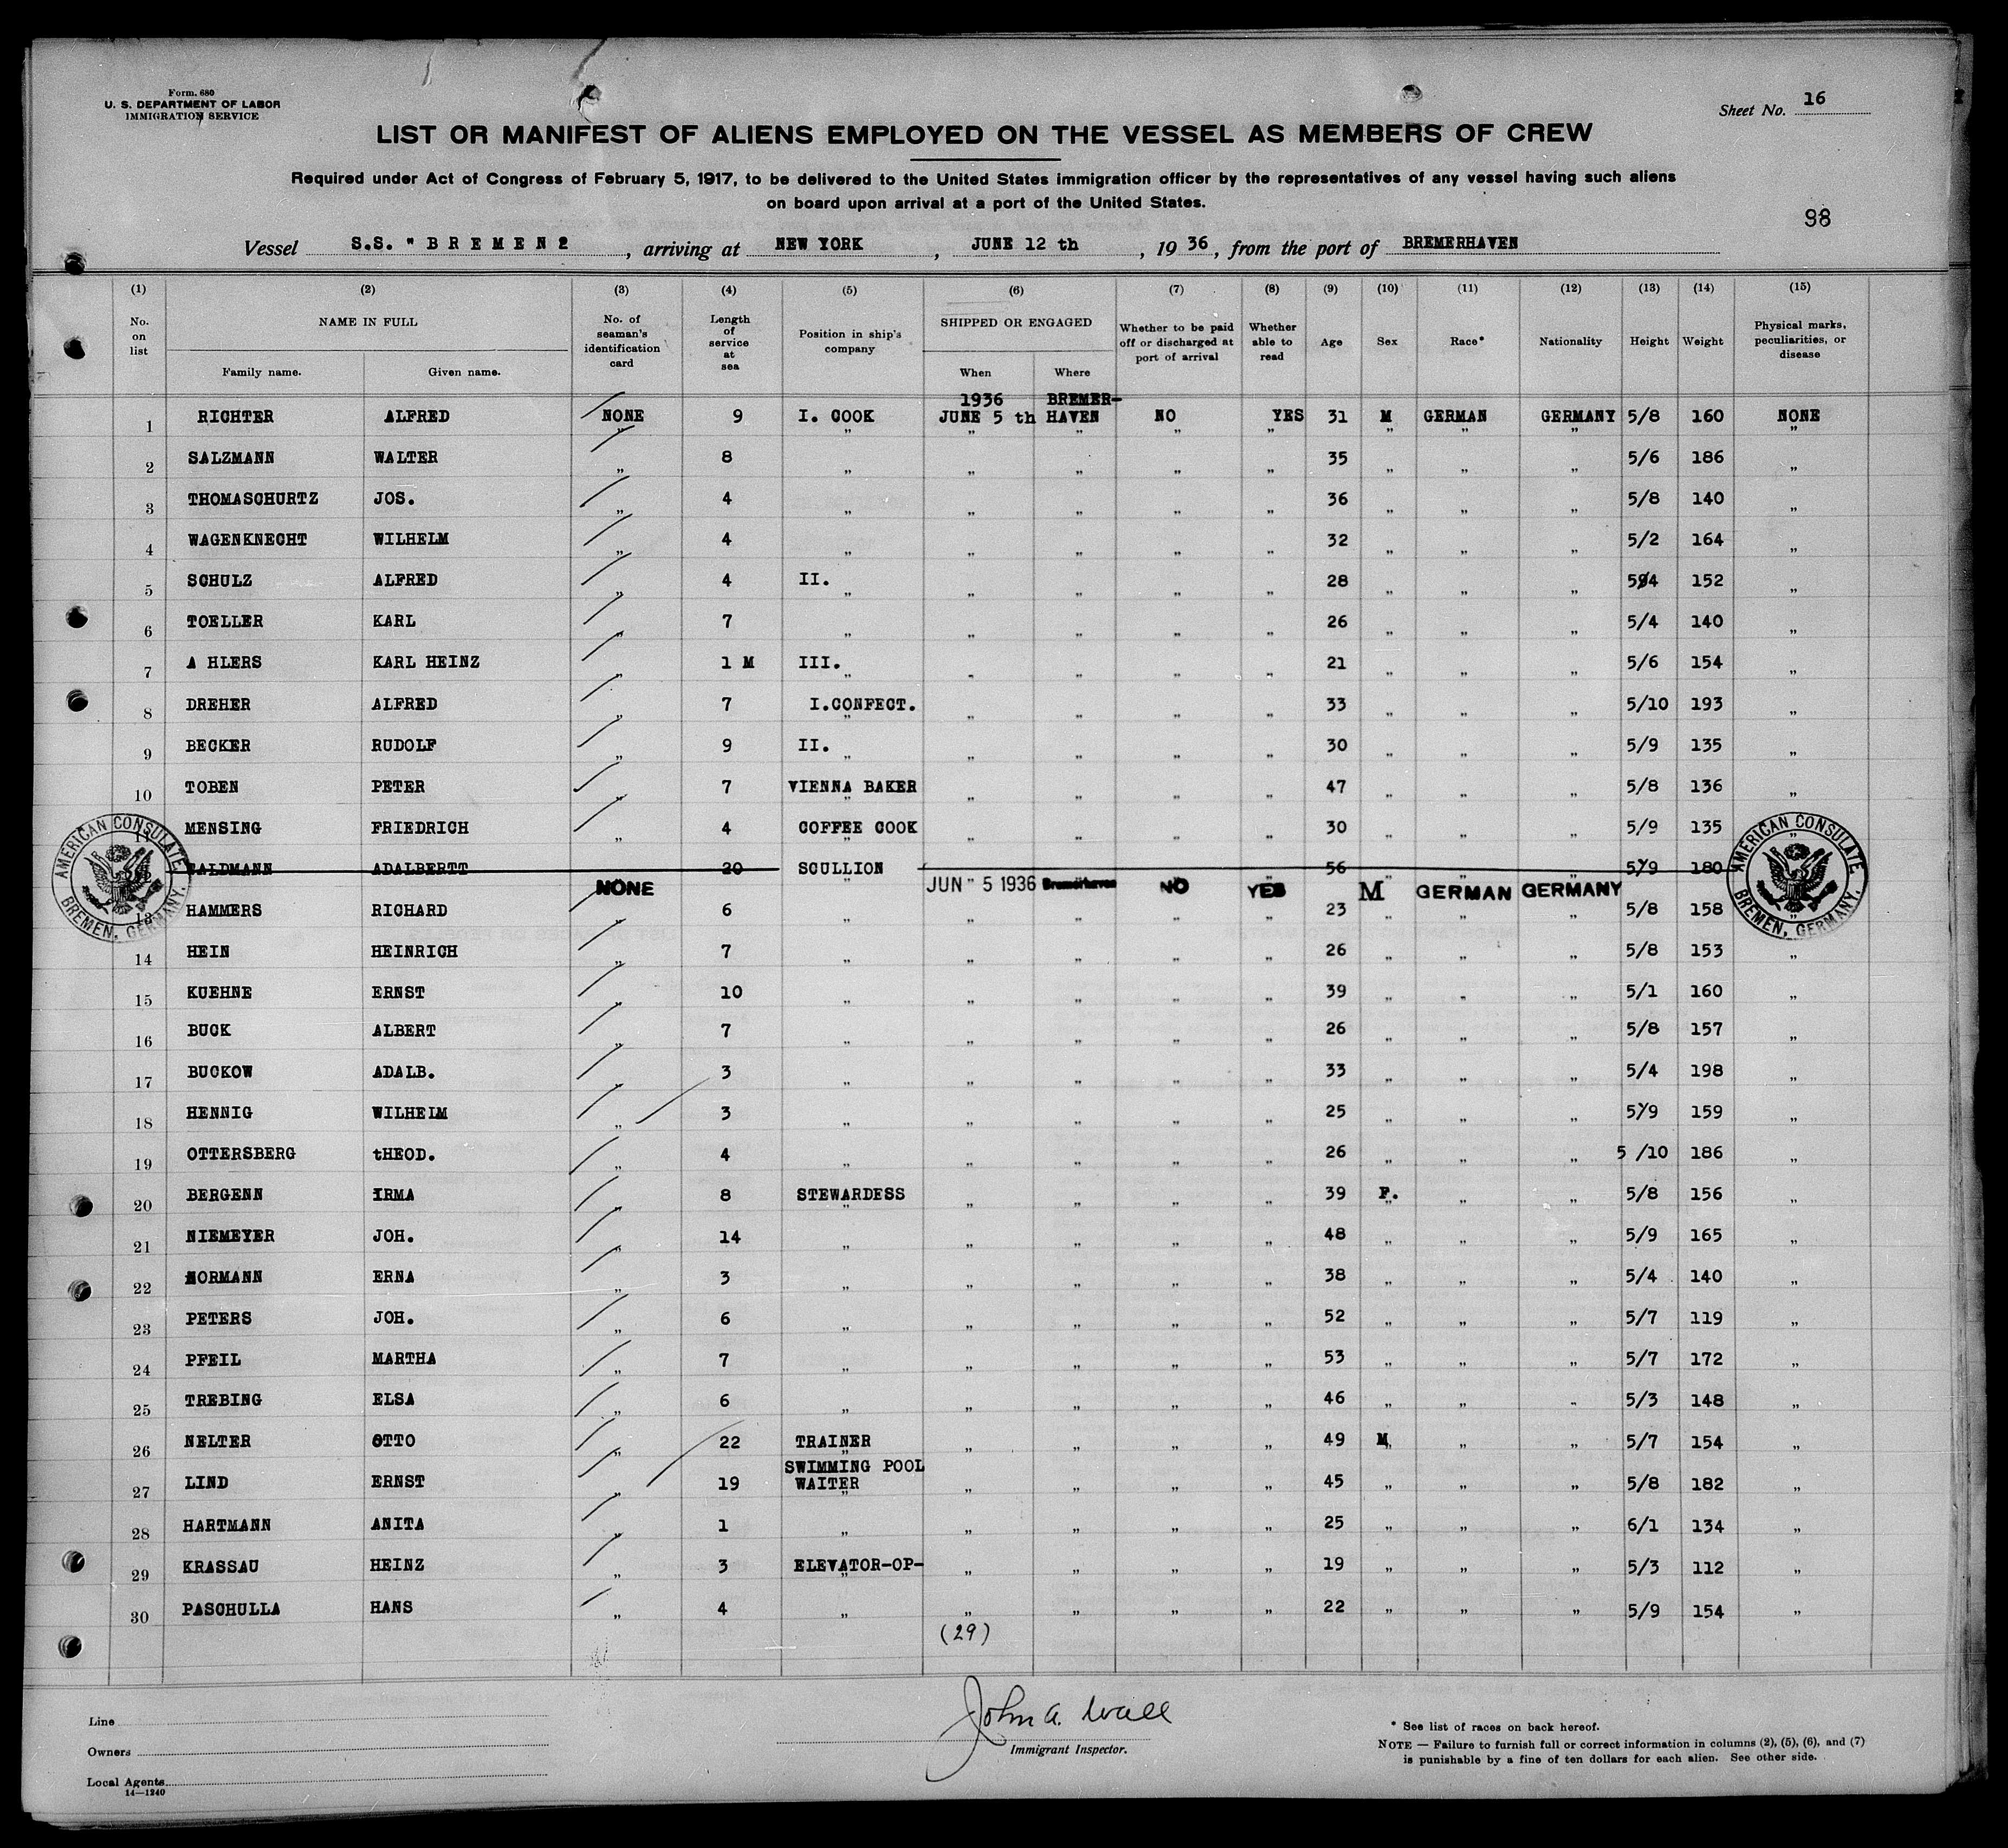 Form. 680
U. S. DEPARTMENT OF LABOR
IMMIGRATION SERVICE
Sheet No. 16
LIST OR MANIFEST OF ALIENS EMPLOYED ON THE VESSEL AS MEMBERS OF CREW
Required under Act of Congress of February 5, 1917, to be delivered to the United States immigration officer by the representatives of any vessel having such aliens
on board upon arrival at a port of the United States.
98
Vessel S.S. "BREMEN2, arriving at NEW YORK, JUNE 12 th, 19 36, from the port of BREMERHAVEN
(1) (2) (3) (4) (5) (6) (7) (8) (9) (10) (11) (12) (13) (14) (15)
No. on list NAME IN FULL Family name. Given name. No. of seaman's identification card Length of service at sea Position in ship's company SHIPPED OR ENGAGED When Where Whether to be paid off or discharged at port of arrival Whether able to read Age Sex Race* Nationality Height Weight Physical marks, peculiarities, or disease
1936 BREMER-
1 RICHTER ALFRED NONE 9 I. COOK JUNE 5 th HAVEN NO YES 31 M GERMAN GERMANY 5/8 160 NONE
2 SALZMANN WALTER " 8 " " " " " 35 " " " 5/6 186 "
3 THOMASCHURTZ JOS. " 4 " " " " " 36 " " " 5/8 140 "
4 WAGENKNECHT WILHELM " 4 " " " " " 32 " " " 5/2 164 "
5 SCHULZ ALFRED " 4 II. " " " " " 28 " " " 594 152 "
6 TOELLER KARL " 7 " " " " " 26 " " " 5/4 140 "
7 A HLERS KARL HEINZ " 1 M III. " " " " " 21 " " " 5/6 154 "
8 DREHER ALFRED " 7 I.CONFECT. " " " " " 33 " " " 5/10 193 "
9 BECKER RUDOLF " 9 II. " " " " " 30 " " " 5/9 135 "
10 TOBEN PETER " 7 VIENNA BAKER " " " " " 47 " " " 5/8 136 "
11 MENSING FRIEDRICH " 4 COFFEE COOK " " " " " 30 " " " 5/9 135 "
WALDMANN ADALBERTT 20 SCULLION " 56 " " " 5/9 180
NONE JUN 5 1936 Bremerhaven NO YES M GERMAN GERMANY
13 HAMMERS RICHARD 6 " " " " " 23 " " " 5/8 158 "
14 HEIN HEINRICH " 7 " " " " " 26 " " " 5/8 153 "
15 KUEHNE ERNST " 10 " " " " " 39 " " " 5/1 160 "
16 BUCK ALBERT " 7 " " " " " 26 " " " 5/8 157 "
17 BUCKOW ADALB. " 3 " " " " " 33 " " " 5/4 198 "
18 HENNIG WILHELM " 3 " " " " " 25 " " " 5/9 159 "
19 OTTERSBERG tHEOD. " 4 " " " " " 26 " " " 5 /10 186 "
20 BERGENN IRMA " 8 STEWARDESS " " " " " 39 F. " " 5/8 156 "
21 NIEMEYER JOH. " 14 " " " " " 48 " " " 5/9 165 "
22 NORMANN ERNA " 3 " " " " " 38 " " " 5/4 140 "
23 PETERS JOH. " 6 " " " " " 52 " " " 5/7 119 "
24 PFEIL MARTHA " 7 " " " " " 53 " " " 5/7 172 "
25 TREBING ELSA " 6 " " " " " 46 " " " 5/3 148 "
26 NELTER OTTO " 22 TRAINER " " " " " 49 M " " 5/7 154 "
SWIMMING POOL
27 LIND ERNST " 19 WAITER " " " " " 45 " " " 5/8 182 "
28 HARTMANN ANITA " 1 " " " " " 25 " " " 6/1 134 "
29 KRASSAU HEINZ " 3 ELEVATOR-OP- " " " " " 19 " " " 5/3 112 "
30 PASCHULLA HANS " 4 " " " " " 22 " " " 5/9 154 "
(29)
AMERICAN CONSULATE BREMEN, GERMANY.
AMERICAN CONSULATE BREMEN, GERMANY.
John A. Wall
Immigrant Inspector.
Line
Owners
Local Agents
14—1240
* See list of races on back hereof.
NOTE — Failure to furnish full or correct information in columns (2), (5), (6), and (7)
is punishable by a fine of ten dollars for each alien. See other side.